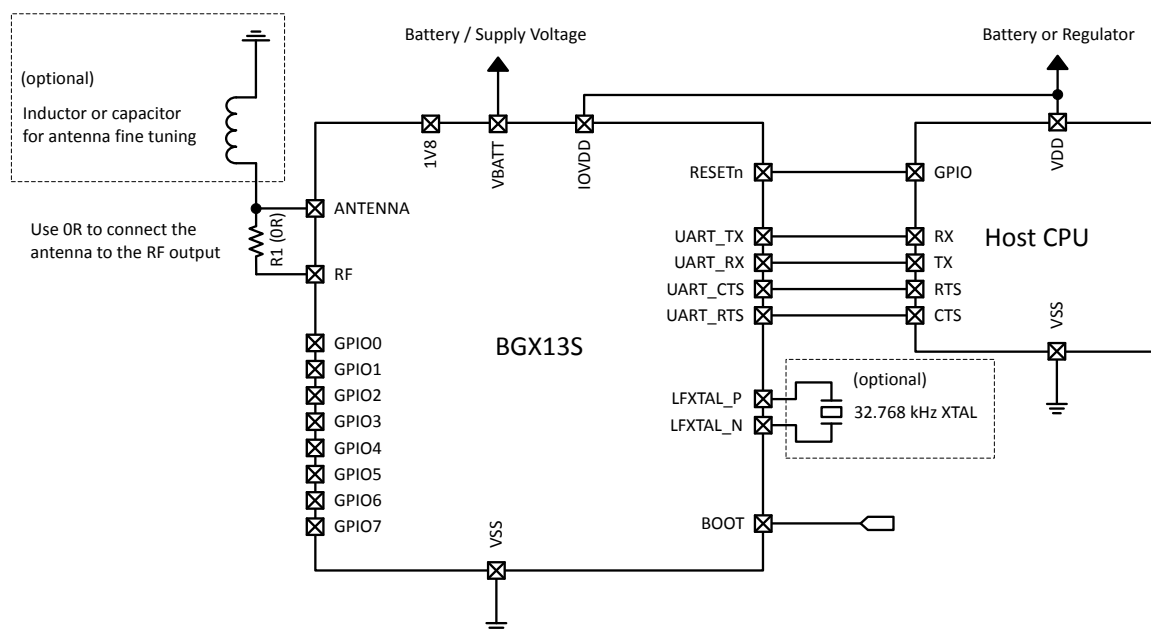 Battery / Supply Voltage
Battery or Regulator
(optional)
Inductor or capacitor
for antenna fine tuning
1V8
VBATT
IOVDD
VDD
RESETn
GPIO
ANTENNA
Use 0R to connect the
antenna to the RF output
R1 (0R)
RF
UART_TX
RX
UART_RX
TX
UART_CTS
RTS
UART_RTS
CTS
Host CPU
VSS
BGX13S
GPIO0
GPIO1
GPIO2
GPIO3
GPIO4
GPIO5
GPIO6
GPIO7
LFXTAL_P
LFXTAL_N
(optional)
32.768 kHz XTAL
BOOT
VSS